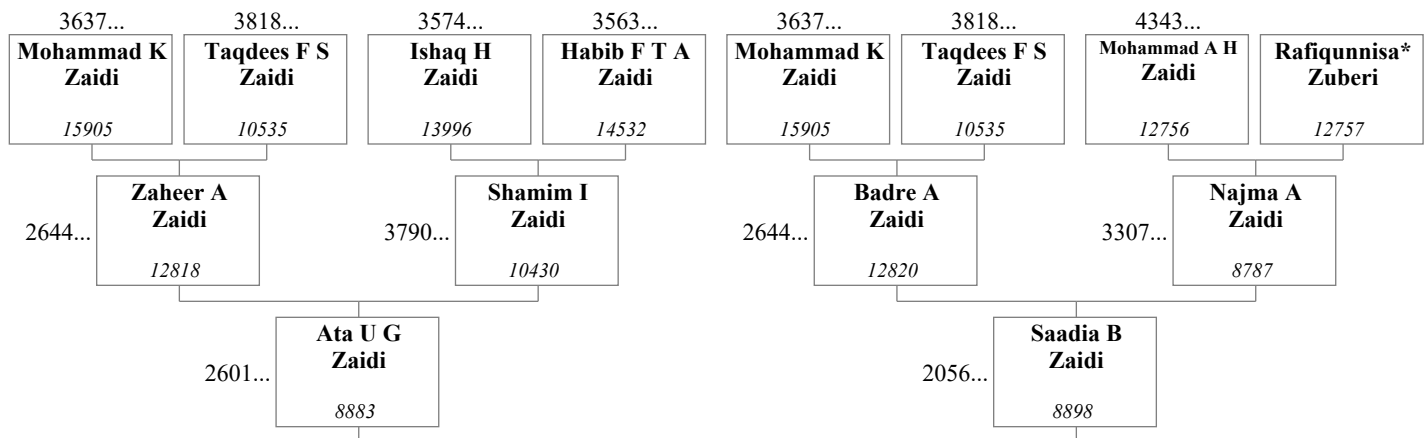 3637... 3818... 3574... 3563... 3637... 3818... 4343...
Mohammad K Zaidi 15905
Taqdees F S Zaidi 10535
Ishaq H Zaidi 13996
Habib F T A Zaidi 14532
Mohammad K Zaidi 15905
Taqdees F S Zaidi 10535
Mohammad A H Zaidi 12756
Rafiqunnisa* Zuberi 12757
2644...
Zaheer A
Zaidi
12818
3790...
Shamim I
Zaidi
10430
2644...
Badre A
Zaidi
12820
3307...
Najma A
Zaidi
8787
2601...
Ata U G
Zaidi
8883
2056...
Saadia B
Zaidi
8898